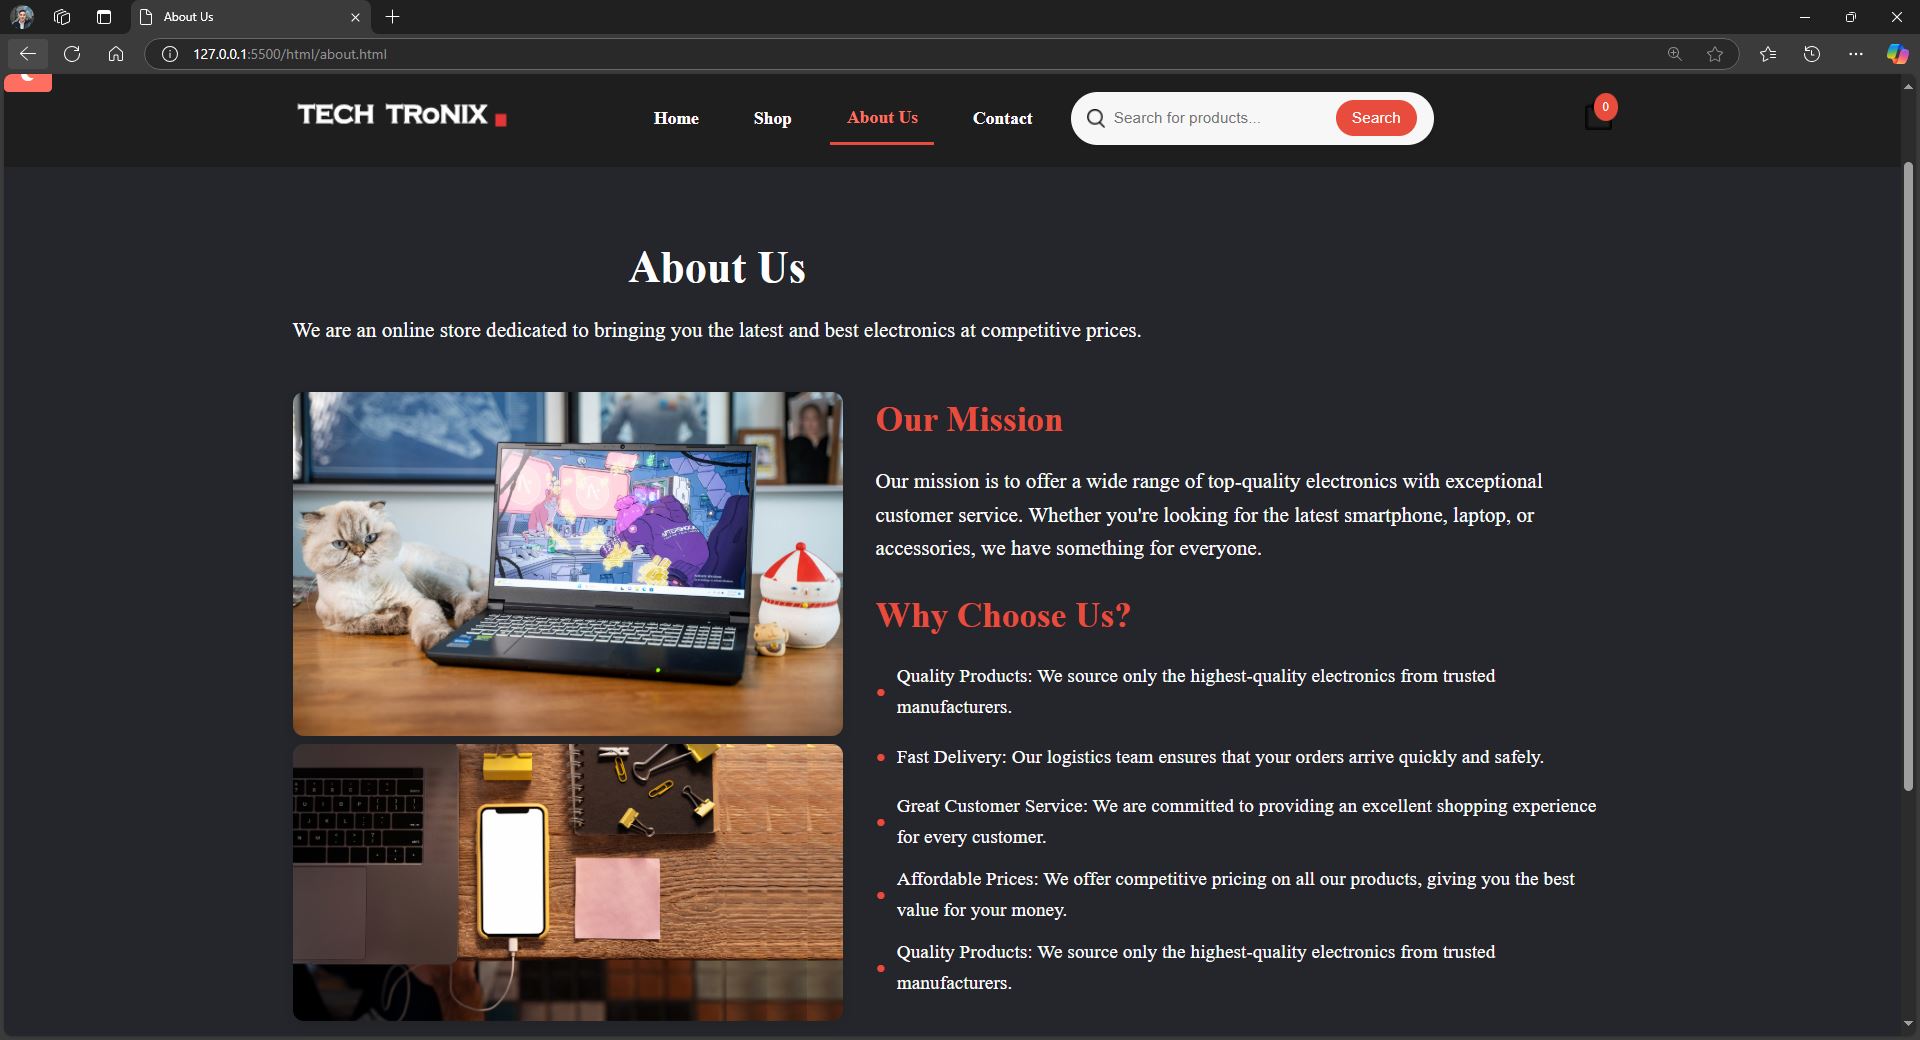 About Us
127.0.0.1:5500/html/about.html
TECH TRoNIX
Home
Shop
About Us
Contact
Search for products...
Search
0
About Us
We are an online store dedicated to bringing you the latest and best electronics at competitive prices.
Our Mission
Our mission is to offer a wide range of top-quality electronics with exceptional
customer service. Whether you're looking for the latest smartphone, laptop, or
accessories, we have something for everyone.
Why Choose Us?
Quality Products: We source only the highest-quality electronics from trusted
manufacturers.
Fast Delivery: Our logistics team ensures that your orders arrive quickly and safely.
Great Customer Service: We are committed to providing an excellent shopping experience
for every customer.
Affordable Prices: We offer competitive pricing on all our products, giving you the best
value for your money.
Quality Products: We source only the highest-quality electronics from trusted
manufacturers.